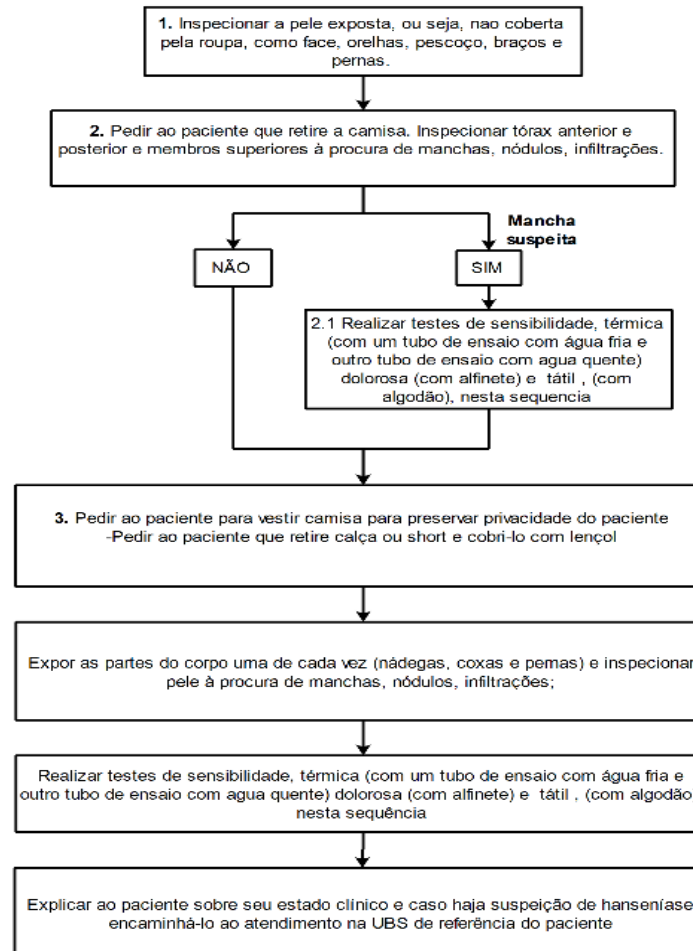 1. Inspecionar a pele exposta, ou seja, nao coberta
pela roupa, como face, orelhas, pescoço, braços e
pernas.
2. Pedir ao paciente que retire a camisa. Inspecionar tórax anterior e
posterior e membros superiores à procura de manchas, nódulos, infiltrações.
Mancha
suspeita
NÃO
SIM
2.1 Realizar testes de sensibilidade, térmica
(com um tubo de ensaio com água fria e
outro tubo de ensaio com agua quente)
dolorosa (com alfinete) e tátil , (com
algodão), nesta sequencia
3. Pedir ao paciente para vestir camisa para preservar privacidade do paciente
-Pedir ao paciente que retire calça ou short e cobri-lo com lençol
Expor as partes do corpo uma de cada vez (nádegas, coxas e pernas) e inspecionar
pele à procura de manchas, nódulos, infiltrações;
Realizar testes de sensibilidade, térmica (com um tubo de ensaio com água fria e
outro tubo de ensaio com agua quente) dolorosa (com alfinete) e tátil , (com algodão
nesta sequência
Explicar ao paciente sobre seu estado clínico e caso haja suspeição de hanseníase
encaminhá-lo ao atendimento na UBS de referência do paciente